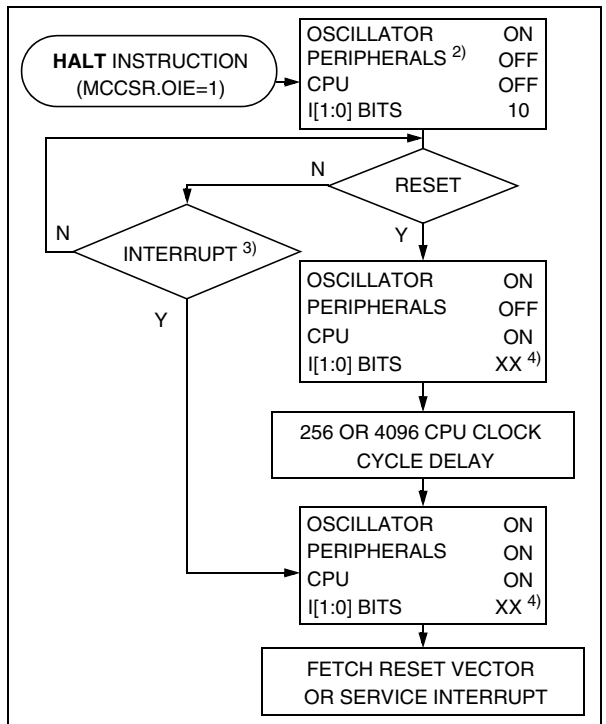 HALT INSTRUCTION
(MCCSR.OIE=1)
OSCILLATOR ON
PERIPHERALS 2) OFF
CPU OFF
I[1:0] BITS 10
RESET
N
Y
INTERRUPT 3)
N
Y
OSCILLATOR ON
PERIPHERALS OFF
CPU ON
I[1:0] BITS XX 4)
256 OR 4096 CPU CLOCK
CYCLE DELAY
OSCILLATOR ON
PERIPHERALS ON
CPU ON
I[1:0] BITS XX 4)
FETCH RESET VECTOR
OR SERVICE INTERRUPT